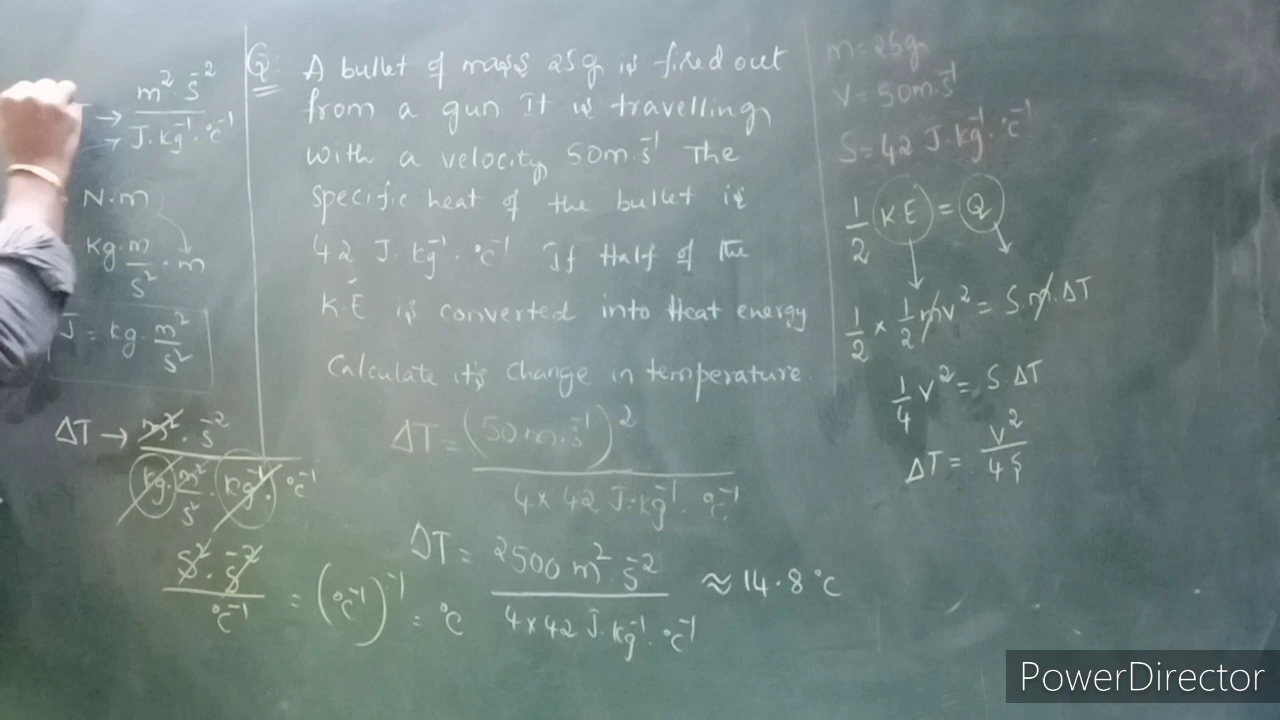 → m² s⁻² / J·kg⁻¹·°c⁻¹
N·m
kg·m/s²·m
J = kg·m²/s²
ΔT → m²·s⁻² / kg·m²/s²·kg⁻¹·°c⁻¹
s²·s⁻² / °c⁻¹ = (°c⁻¹)⁻¹ = °c
Q: A bullet of mass 25g is fired out
from a gun It is travelling
with a velocity 50m·s⁻¹ The
specific heat of the bullet is
42 J·kg⁻¹·°c⁻¹ If Half of the
K.E is converted into Heat energy
Calculate it's change in temperature.
ΔT = (50m·s⁻¹)² / 4×42 J·kg⁻¹·°c⁻¹
ΔT = 2500 m²·s⁻² / 4×42 J·kg⁻¹·°c⁻¹ ≈ 14.8°c
m=25g
V=50m·s⁻¹
S=42 J·kg⁻¹·°c⁻¹
1/2 K.E = Q
1/2 × 1/2 mv² = S.m.ΔT
1/4 v² = S.ΔT
ΔT = v²/4S
PowerDirector